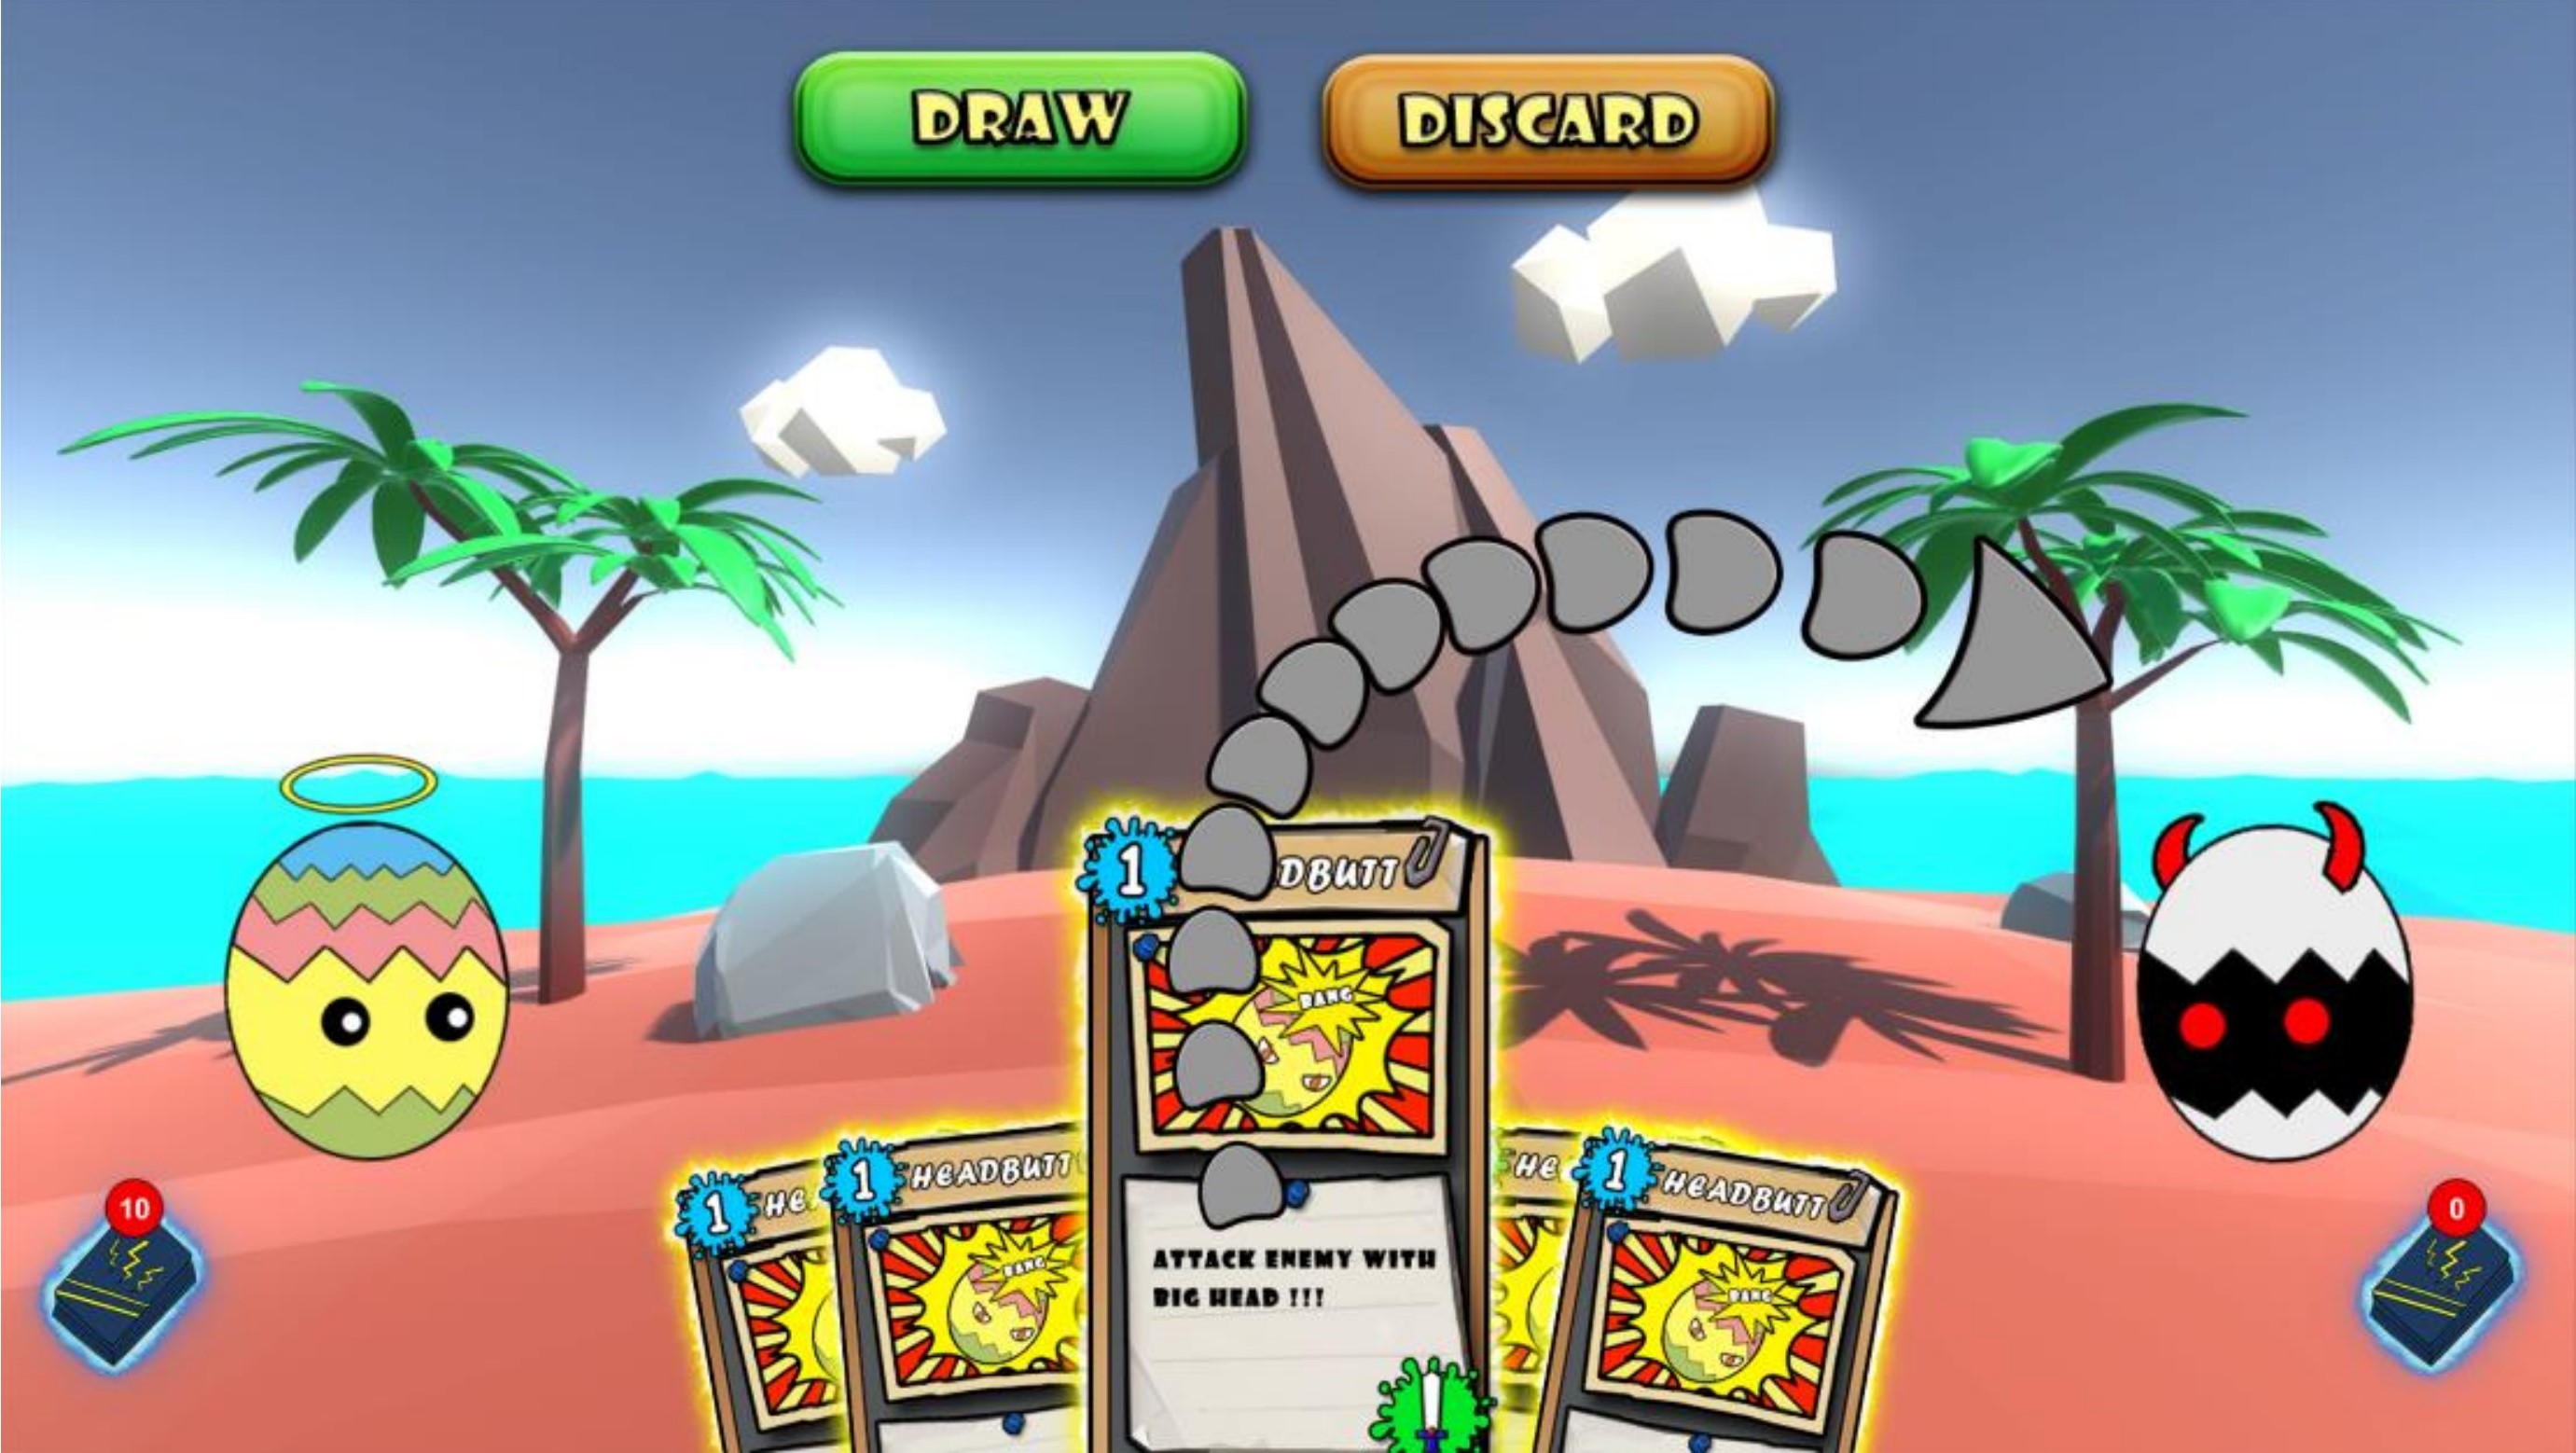 DRAW
DISCARD
1
DBUTT
BANG
ATTACK ENEMY WITH
BIG HEAD !!!
1
HE
1
HEADBUTT
BANG
HE
1
HEADBUTT
BANG
10
0